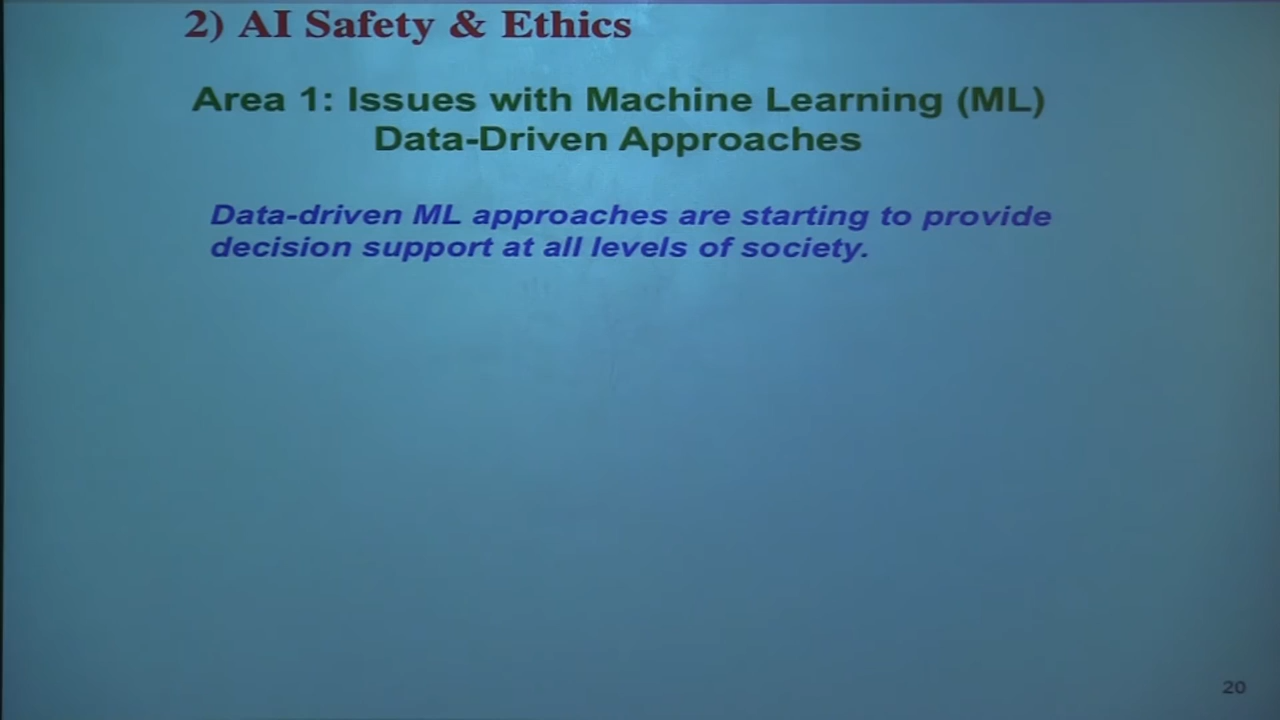 2) AI Safety & Ethics
Area 1: Issues with Machine Learning (ML)
Data-Driven Approaches
Data-driven ML approaches are starting to provide
decision support at all levels of society.
20